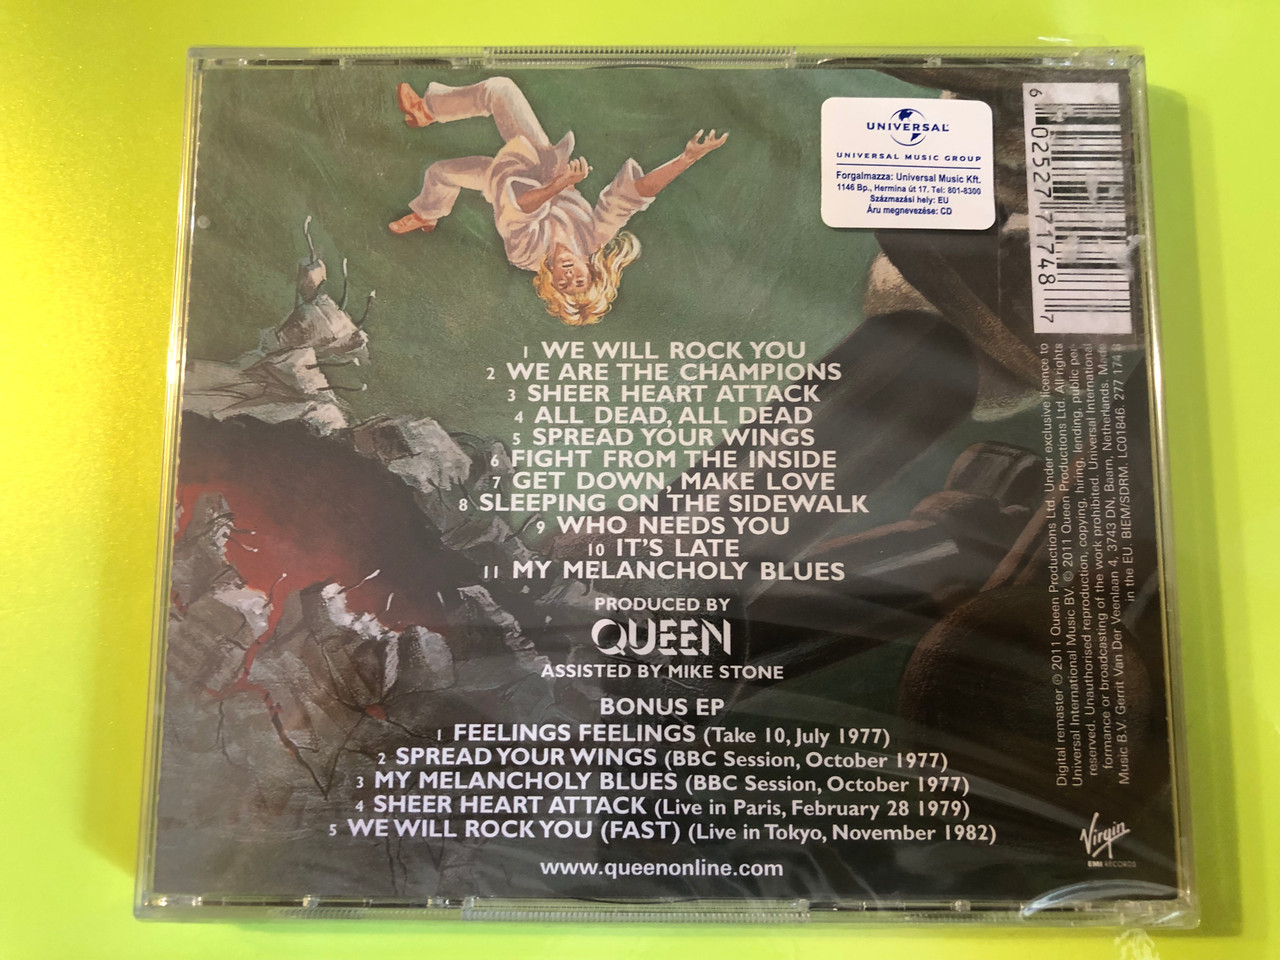 UNIVERSAL
UNIVERSAL MUSIC GROUP
Forgalmazza: Universal Music Kft.
1146 Bp., Hermina út 17. Tel: 801-8300
Származási hely: EU
Áru megnevezése: CD
6 02527 71748 7
1 WE WILL ROCK YOU
2 WE ARE THE CHAMPIONS
3 SHEER HEART ATTACK
4 ALL DEAD, ALL DEAD
5 SPREAD YOUR WINGS
6 FIGHT FROM THE INSIDE
7 GET DOWN, MAKE LOVE
8 SLEEPING ON THE SIDEWALK
9 WHO NEEDS YOU
10 IT'S LATE
11 MY MELANCHOLY BLUES
PRODUCED BY
QUEEN
ASSISTED BY MIKE STONE
BONUS EP
1 FEELINGS FEELINGS (Take 10, July 1977)
2 SPREAD YOUR WINGS (BBC Session, October 1977)
3 MY MELANCHOLY BLUES (BBC Session, October 1977)
4 SHEER HEART ATTACK (Live in Paris, February 28 1979)
5 WE WILL ROCK YOU (FAST) (Live in Tokyo, November 1982)
www.queenonline.com
Digital remaster ℗ 2011 Queen Productions Ltd. Under exclusive licence to
Universal International Music BV. © 2011 Queen Productions Ltd. All rights
reserved. Unauthorised reproduction, copying, hiring, lending, public per-
formance or broadcasting of the work prohibited. Universal International
Music B.V. Gerrit Van Der Veenlaan 4, 3743 DN, Baarn, Netherlands. Made
in the EU. BIEM/SDRM. LC01846. 277 174
Virgin
EMI RECORDS